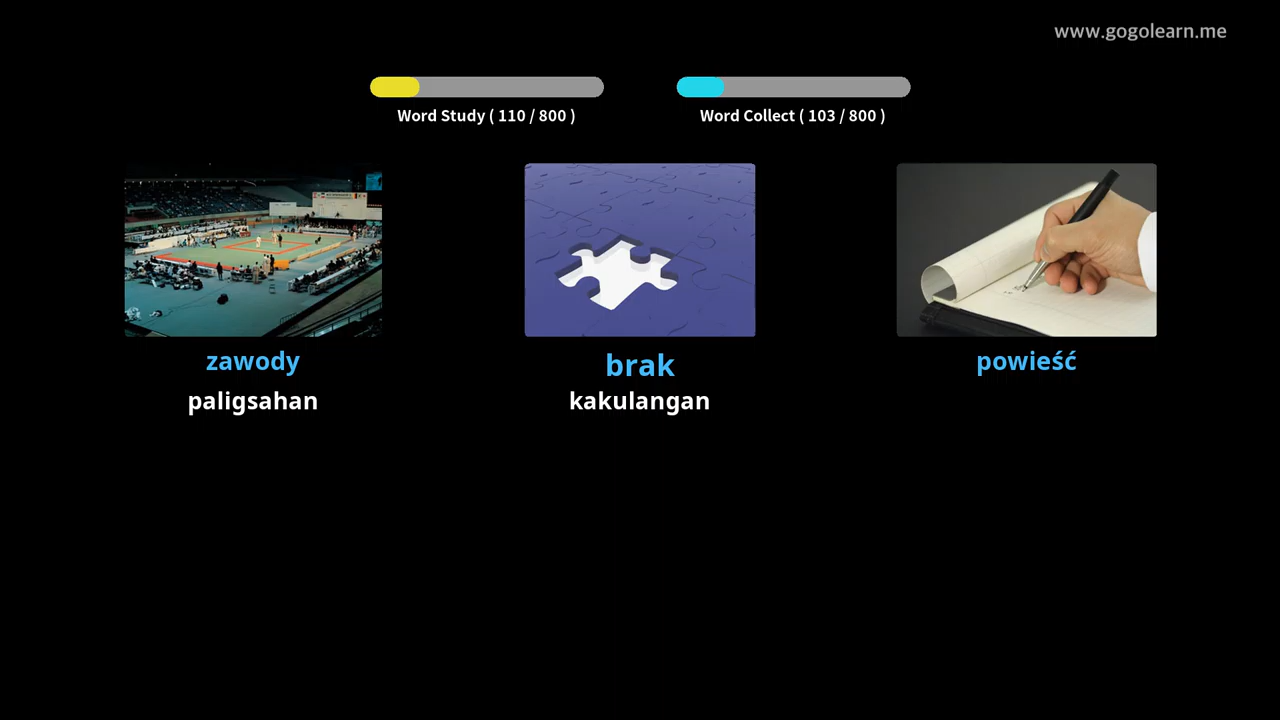 www.gogolearn.me
Word Study ( 110 / 800 )
Word Collect ( 103 / 800 )
zawody
brak
powieść
paligsahan
kakulangan